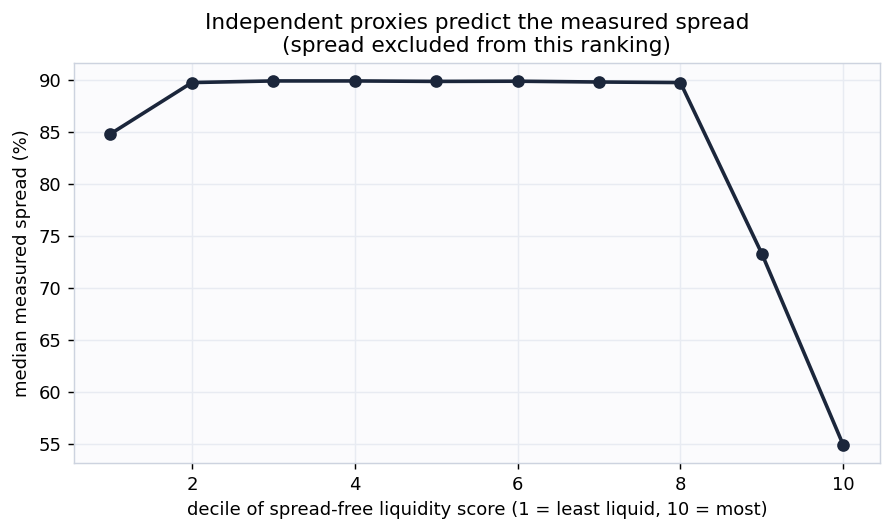 Independent proxies predict the measured spread
(spread excluded from this ranking)
90
85
80
75
70
65
60
55
median measured spread (%)
2 4 6 8 10
decile of spread-free liquidity score (1 = least liquid, 10 = most)